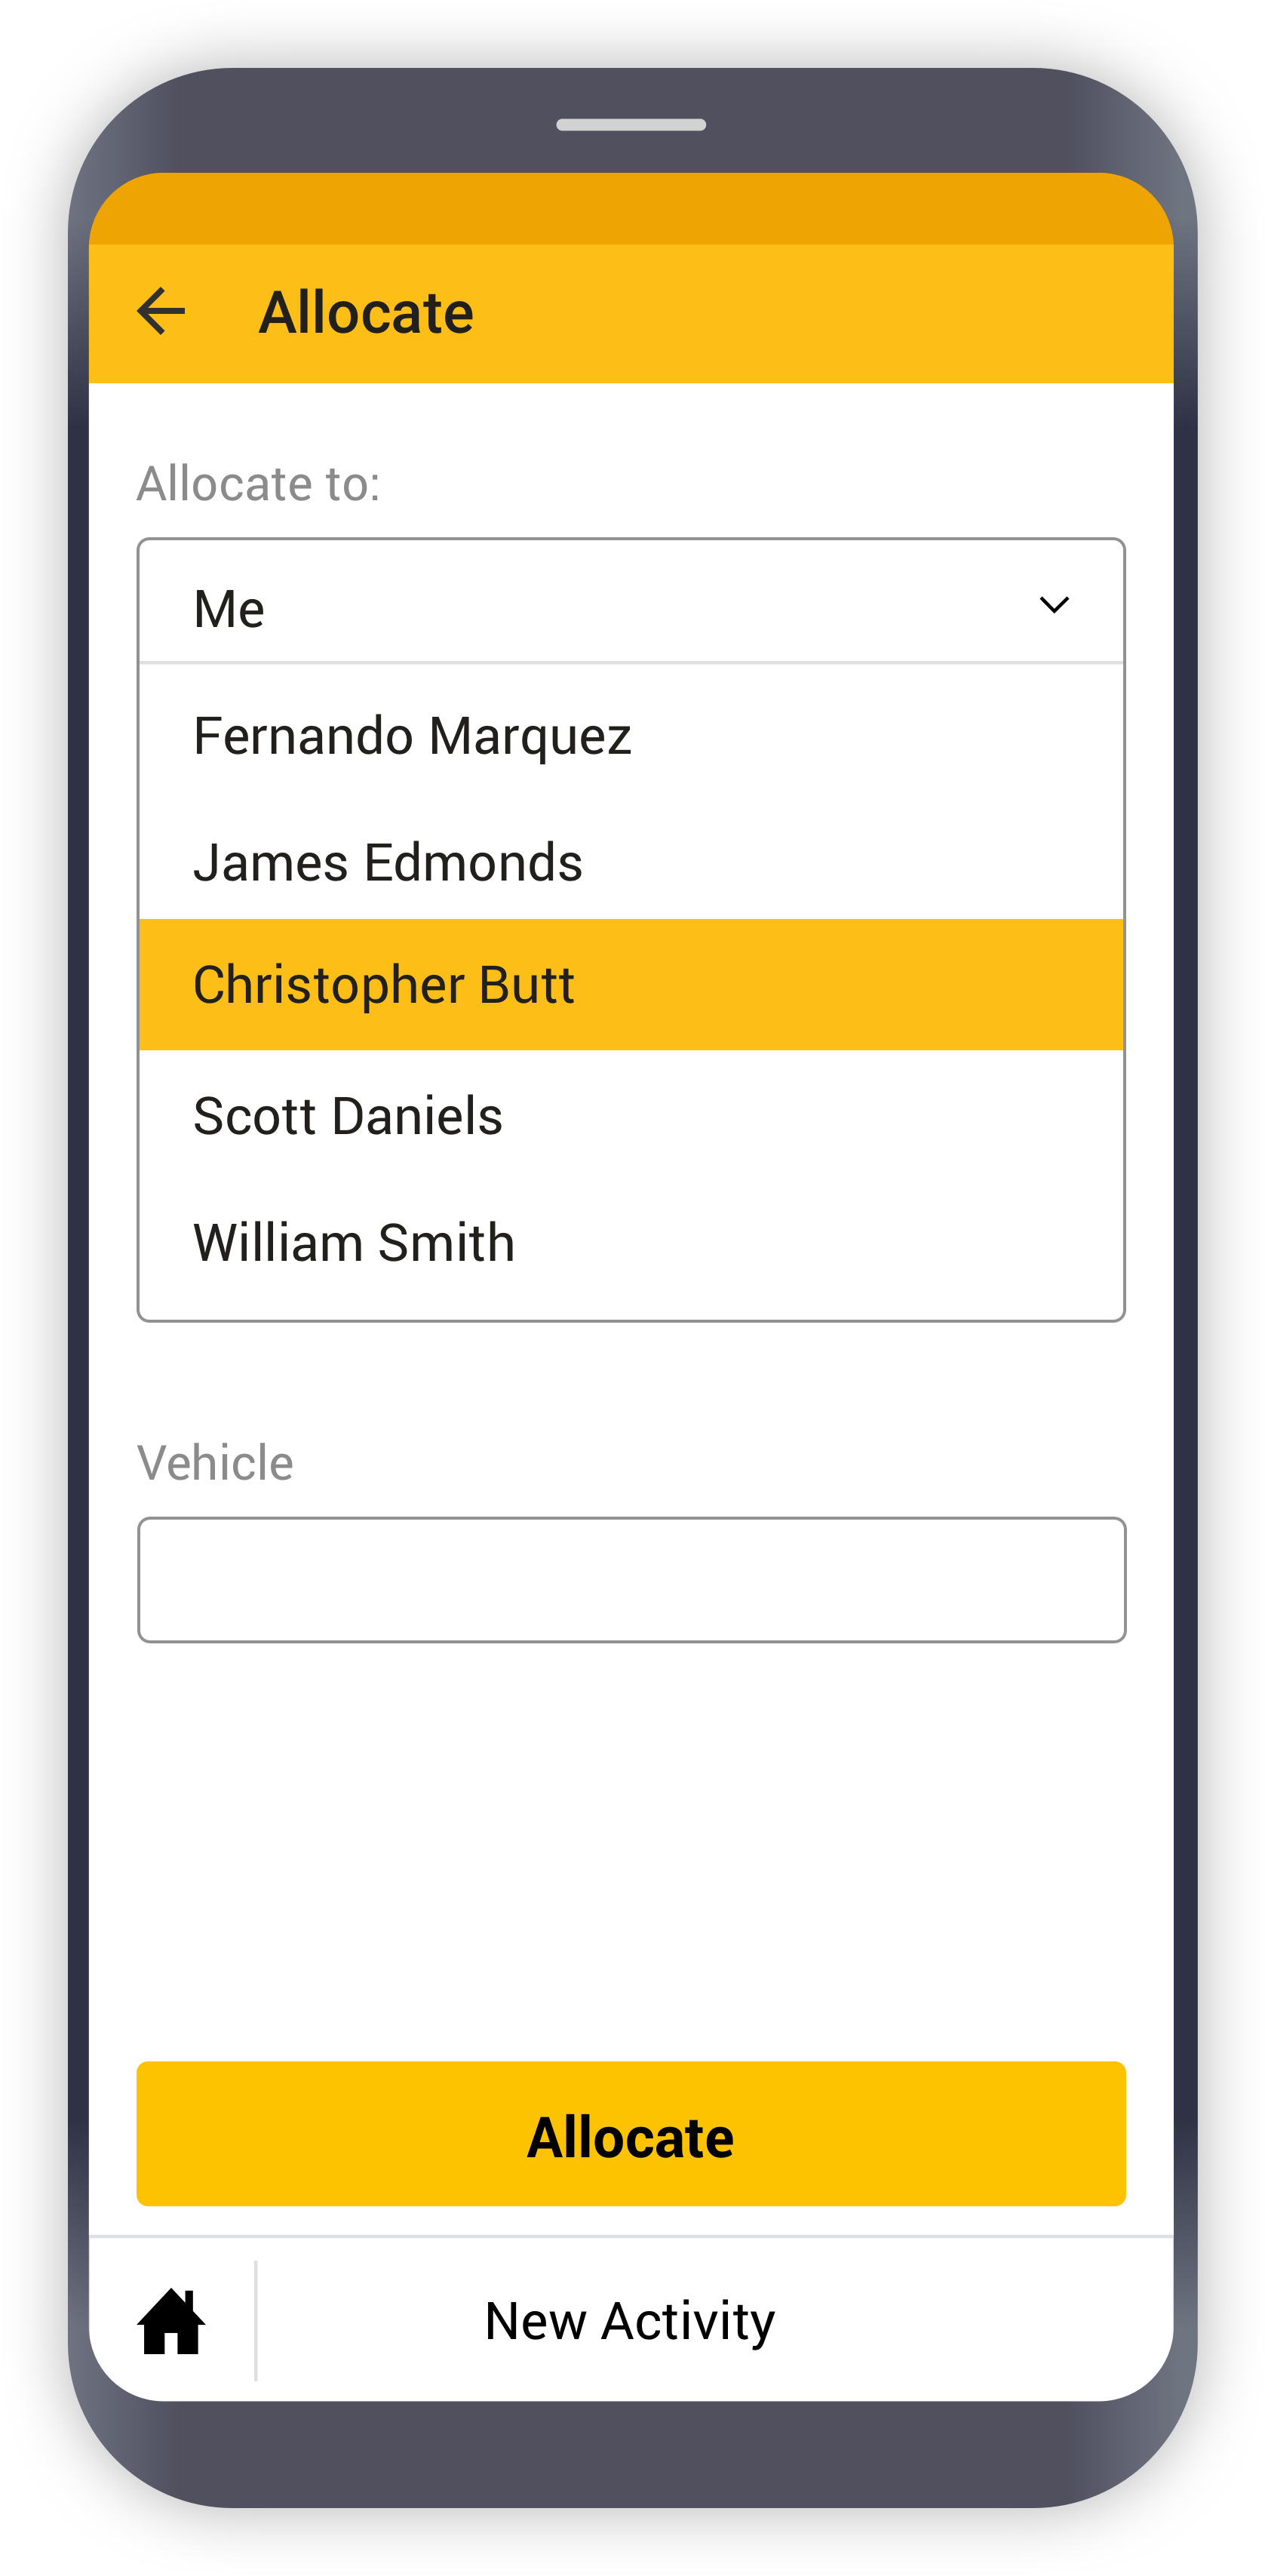 Allocate
Allocate to:
Me
Fernando Marquez
James Edmonds
Christopher Butt
Scott Daniels
William Smith
Vehicle
Allocate
New Activity